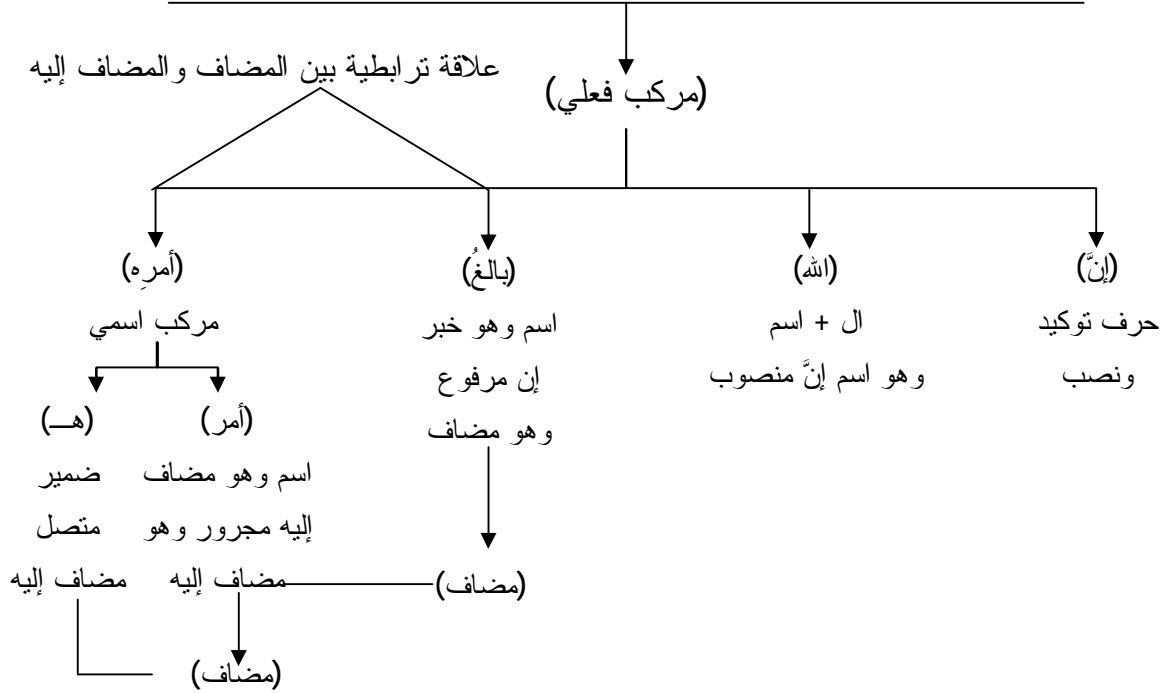 علاقة ترابطية بين المضاف والمضاف إليه
(مركب فعلي)
(إنَّ)
حرف توكيد
ونصب
(الله)
ال + اسم
وهو اسم إنَّ منصوب
(بالغُ)
اسم وهو خبر
إن مرفوع
وهو مضاف
(مضاف)
(أمرِه)
مركب اسمي
(أمر)
اسم وهو مضاف
إليه مجرور وهو
مضاف إليه
(مضاف)
(هـ)
ضمير
متصل
مضاف إليه